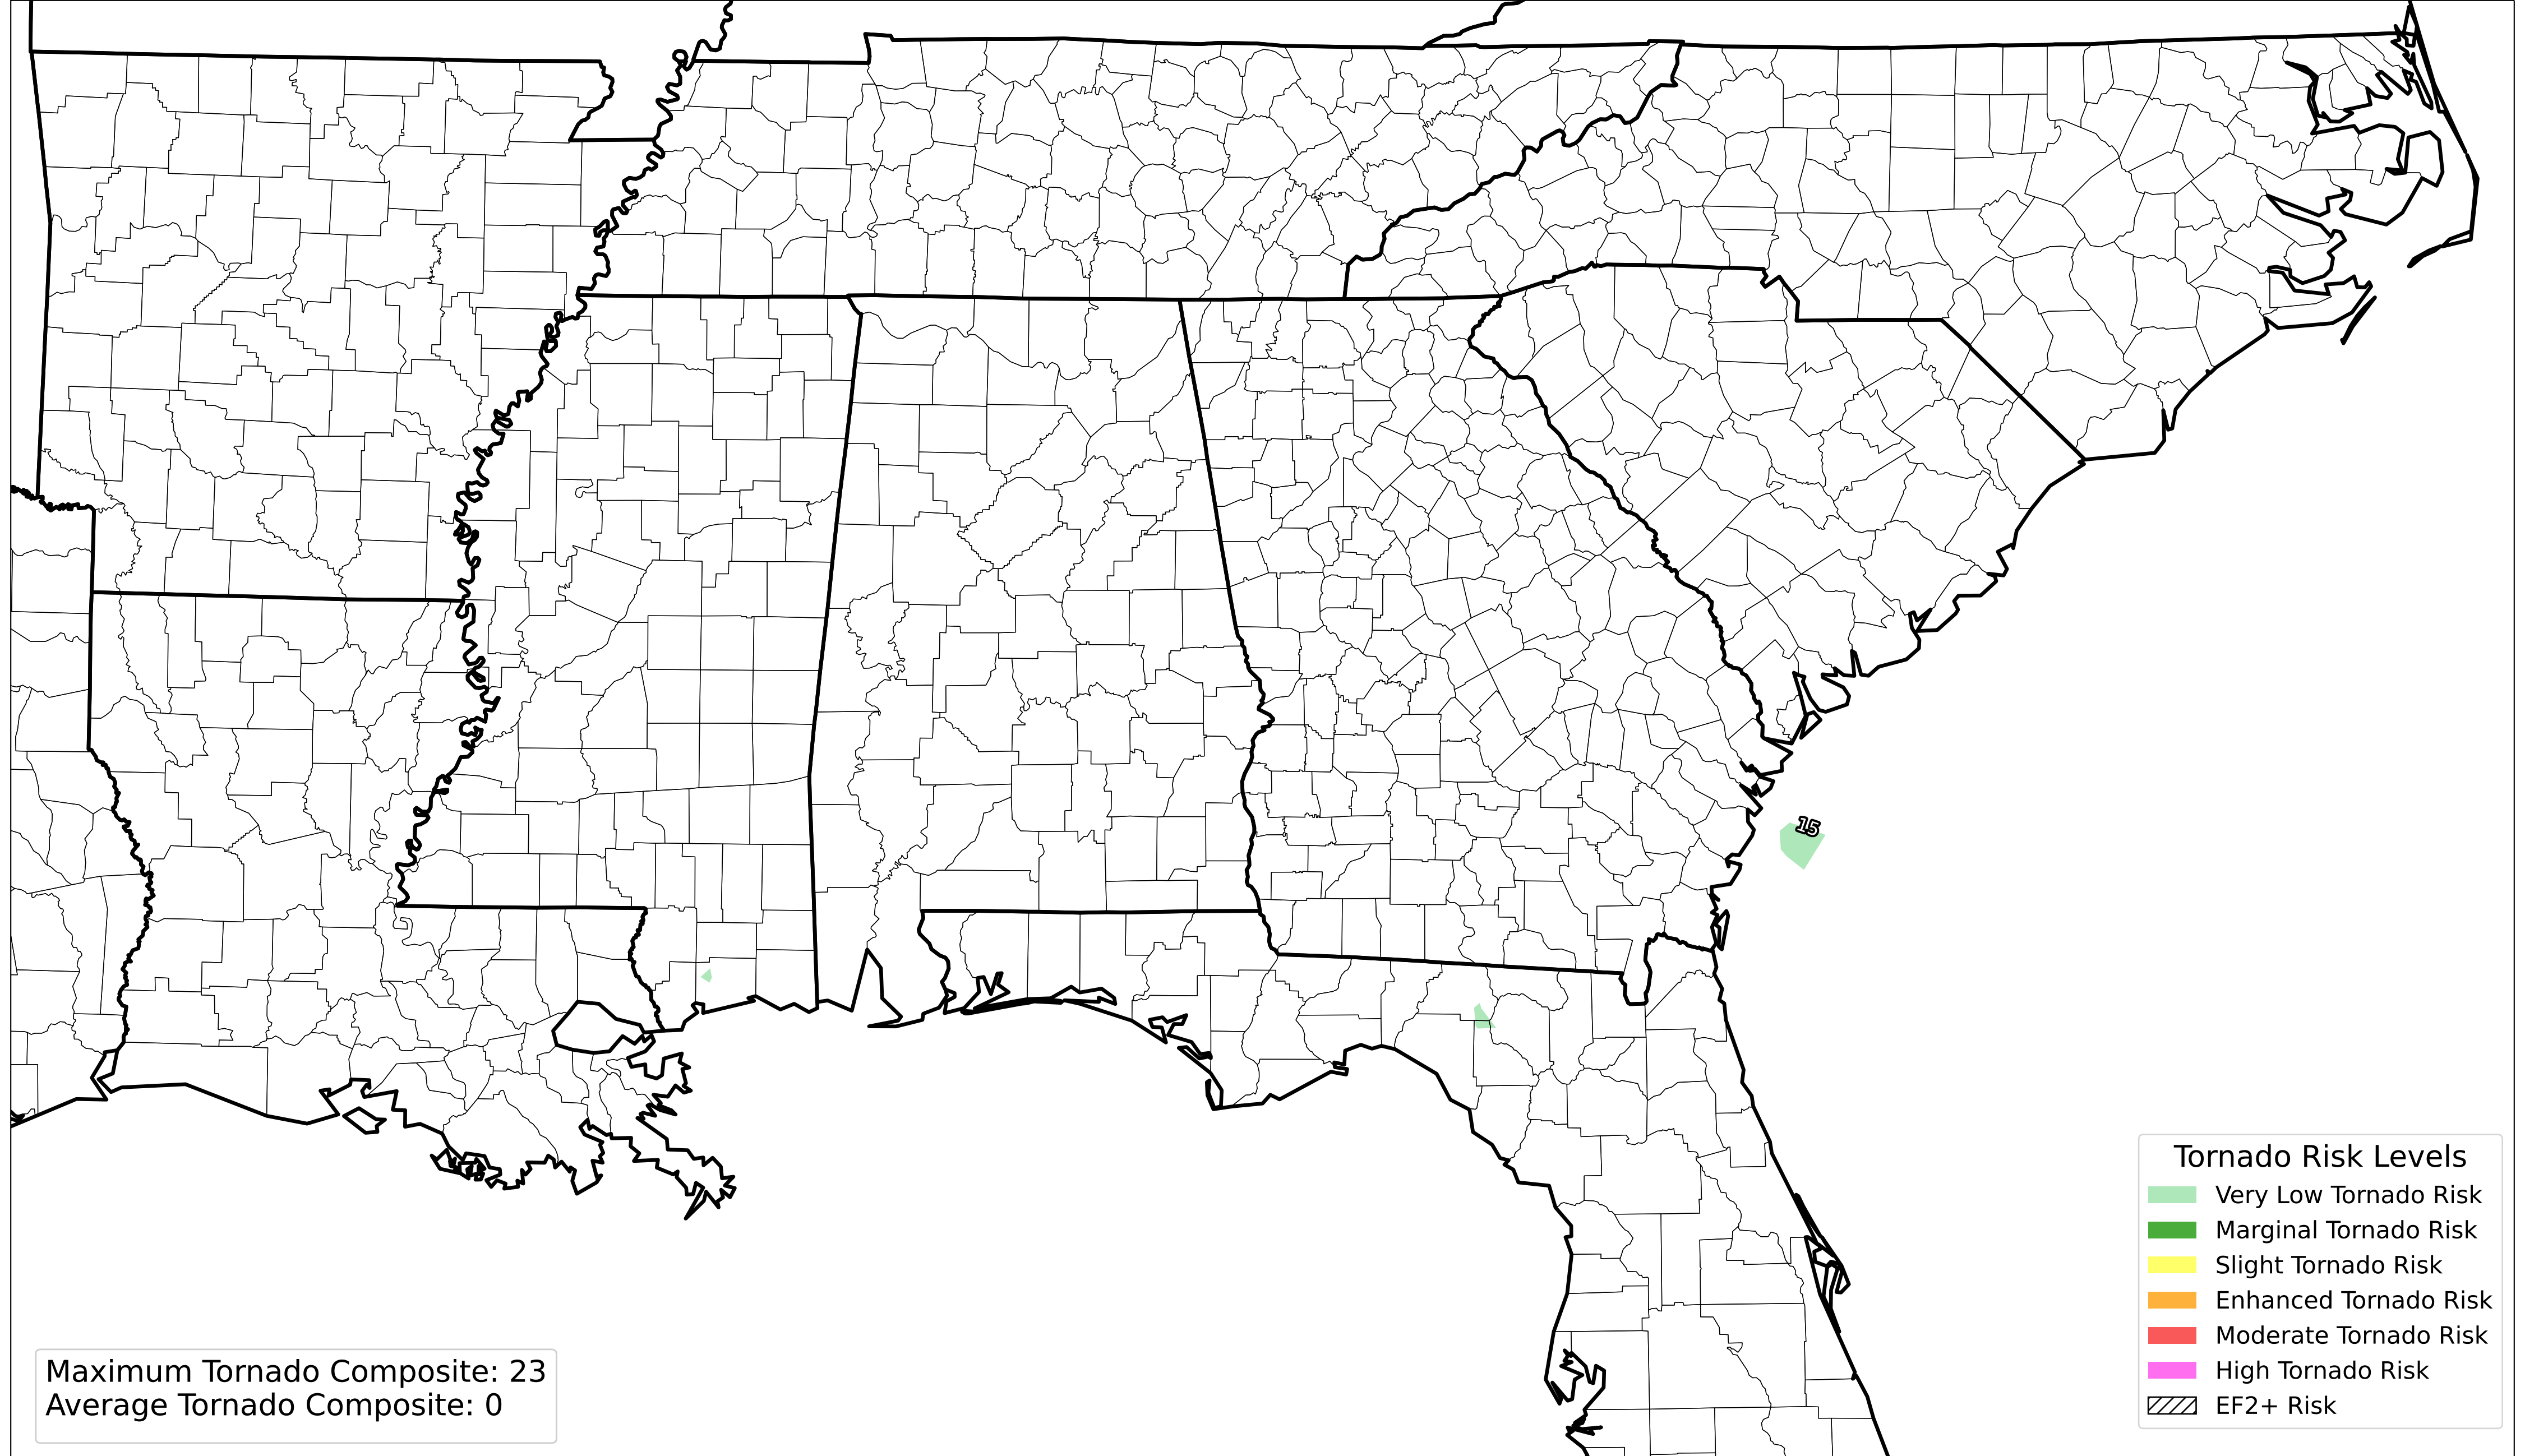 15
Tornado Risk Levels
Very Low Tornado Risk
Marginal Tornado Risk
Slight Tornado Risk
Enhanced Tornado Risk
Moderate Tornado Risk
High Tornado Risk
EF2+ Risk
Maximum Tornado Composite: 23
Average Tornado Composite: 0